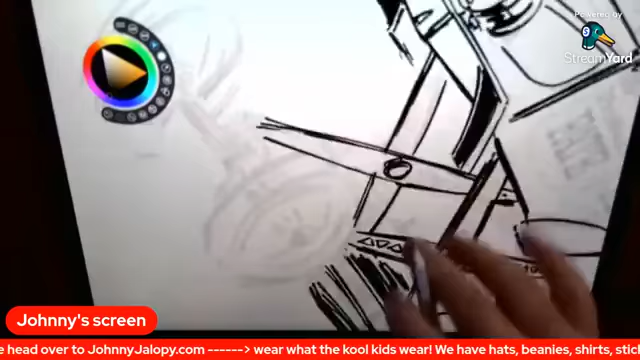 Powered by
StreamYard
Johnny's screen
e head over to JohnnyJalopy.com ------> wear what the kool kids wear! We have hats, beanies, shirts, stic